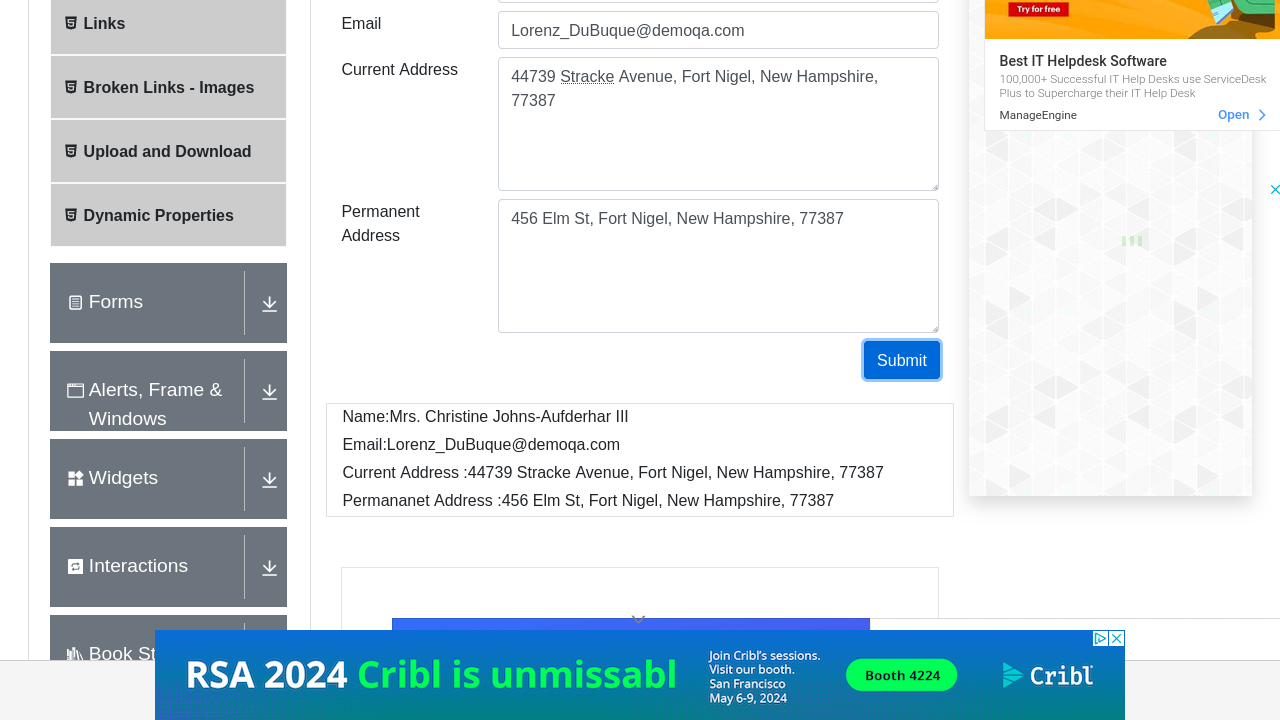 Links
Broken Links - Images
Upload and Download
Dynamic Properties
Forms
Alerts, Frame &
Windows
Widgets
Interactions
Book St
Email
Lorenz_DuBuque@demoqa.com
Current Address
44739 Stracke Avenue, Fort Nigel, New Hampshire,
77387
Permanent
Address
456 Elm St, Fort Nigel, New Hampshire, 77387
Submit
Name:Mrs. Christine Johns-Aufderhar III
Email:Lorenz_DuBuque@demoqa.com
Current Address :44739 Stracke Avenue, Fort Nigel, New Hampshire, 77387
Permananet Address :456 Elm St, Fort Nigel, New Hampshire, 77387
Try for free
Best IT Helpdesk Software
100,000+ Successful IT Help Desks use ServiceDesk
Plus to Supercharge their IT Help Desk
ManageEngine
Open
RSA 2024 Cribl is unmissabl
Join Cribl's sessions.
Visit our booth.
San Francisco
May 6-9, 2024
Booth 4224
Cribl